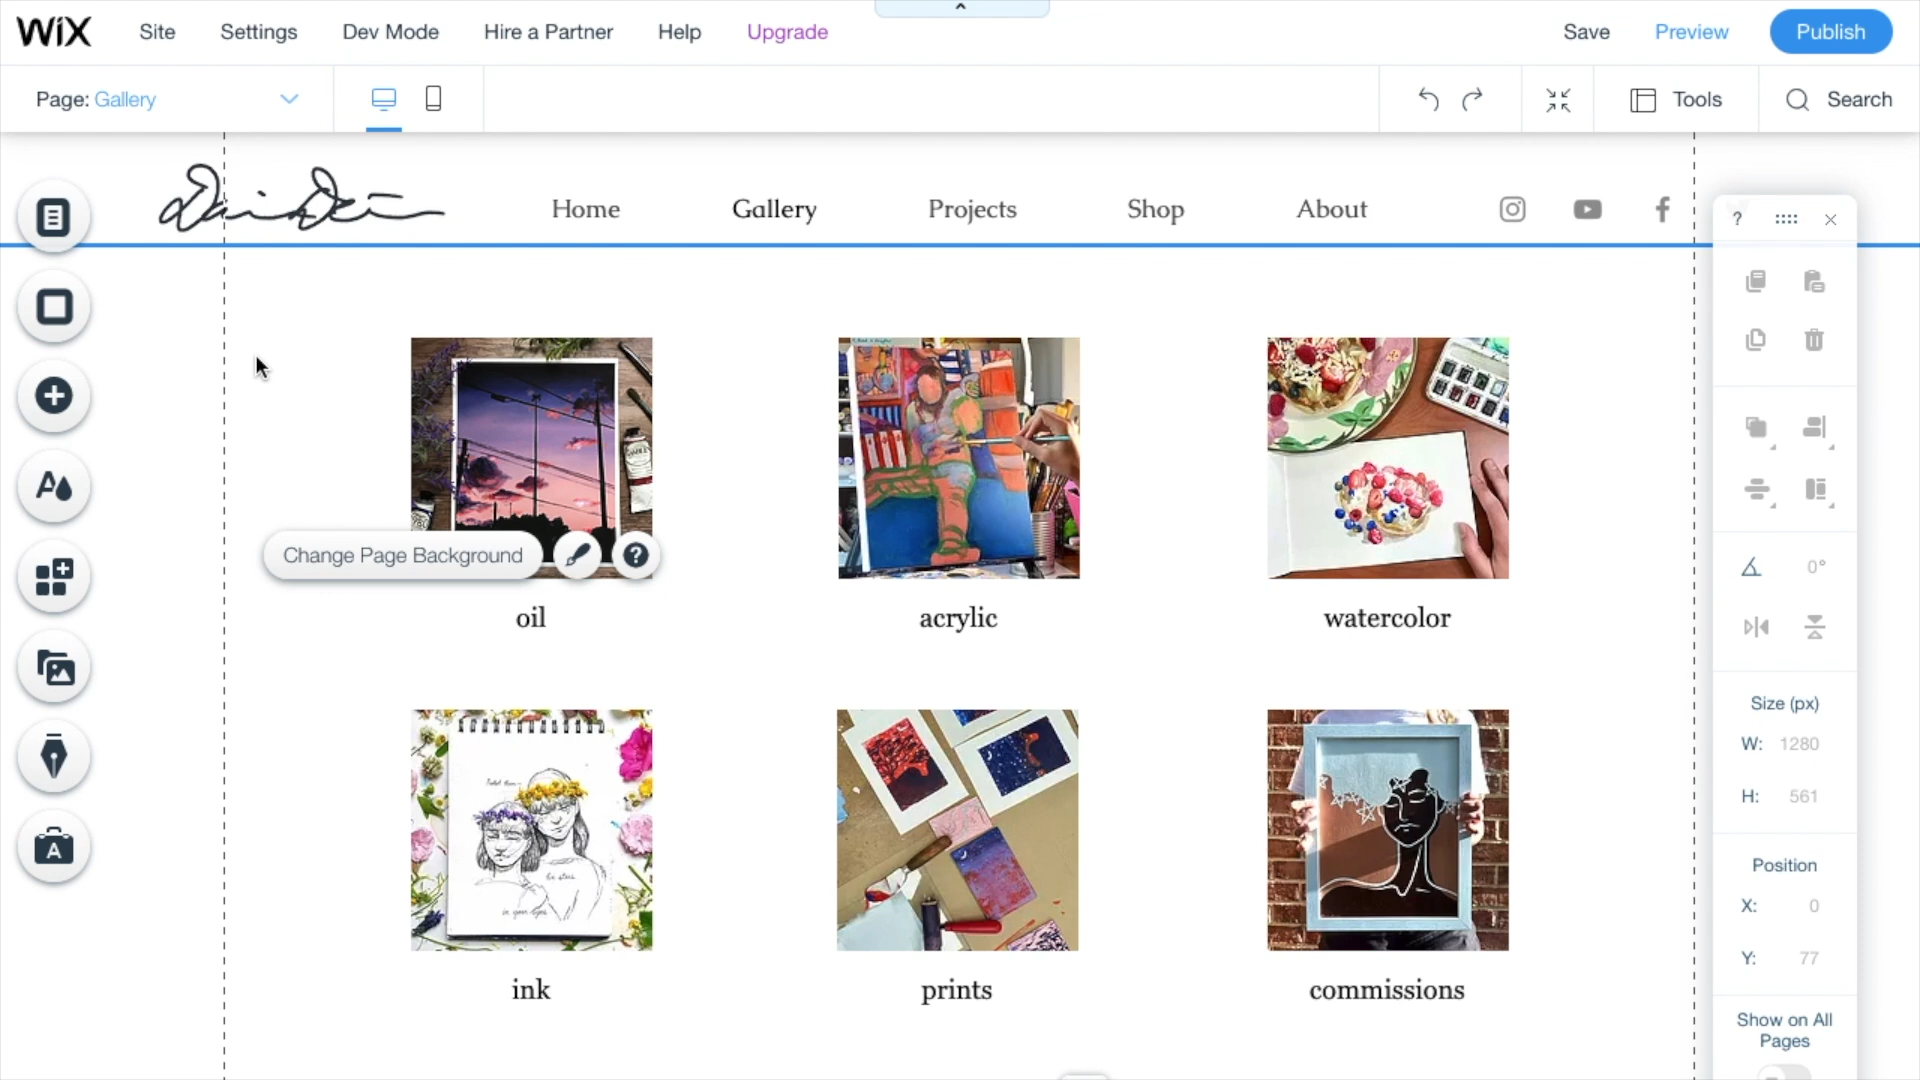 WiX Site Settings Dev Mode Hire a Partner Help Upgrade Save Preview Publish
Page: Gallery Tools Search
Home Gallery Projects Shop About
?
Change Page Background ?
0°
oil acrylic watercolor
Size (px)
W: 1280
H: 561
Position
X: 0
Y: 77
ink prints commissions
Show on All
Pages
A